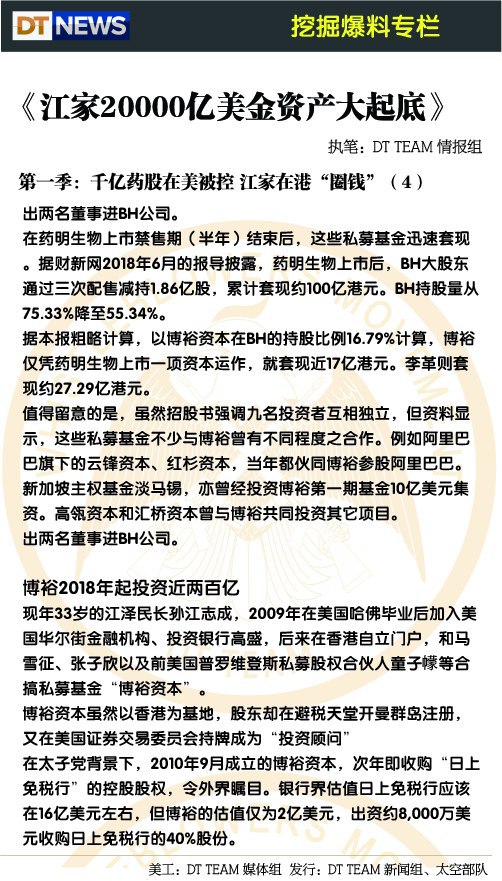 DT NEWS
挖掘爆料专栏
《江家20000亿美金资产大起底》
执笔：DT TEAM 情报组
第一季：千亿药股在美被控 江家在港“圈钱”（4）
出两名董事进BH公司。
在药明生物上市禁售期（半年）结束后，这些私募基金迅速套现
。据财新网2018年6月的报导披露，药明生物上市后，BH大股东
通过三次配售减持1.86亿股，累计套现约100亿港元。BH持股量从
75.33%降至55.34%。
据本报粗略计算，以博裕资本在BH的持股比例16.79%计算，博裕
仅凭药明生物上市一项资本运作，就套现近17亿港元。李革则套
现约27.29亿港元。
值得留意的是，虽然招股书强调九名投资者互相独立，但资料显
示，这些私募基金不少与博裕曾有不同程度之合作。例如阿里巴
巴旗下的云锋资本、红杉资本，当年都伙同博裕参股阿里巴巴。
新加坡主权基金淡马锡，亦曾经投资博裕第一期基金10亿美元集
资。高瓴资本和汇桥资本曾与博裕共同投资其它项目。
出两名董事进BH公司。
博裕2018年起投资近两百亿
现年33岁的江泽民长孙江志成，2009年在美国哈佛毕业后加入美
国华尔街金融机构、投资银行高盛，后来在香港自立门户，和马
雪征、张子欣以及前美国普罗维登斯私募股权合伙人童子幪等合
搞私募基金“博裕资本”。
博裕资本虽然以香港为基地，股东却在避税天堂开曼群岛注册，
又在美国证券交易委员会持牌成为“投资顾问”
在太子党背景下，2010年9月成立的博裕资本，次年即收购“日上
免税行”的控股股权，令外界瞩目。银行界估值日上免税行应该
在16亿美元左右，但博裕的估值仅为2亿美元，出资约8,000万美
元收购日上免税行的40%股份。
美工：DT TEAM 媒体组 发行：DT TEAM 新闻组、太空部队